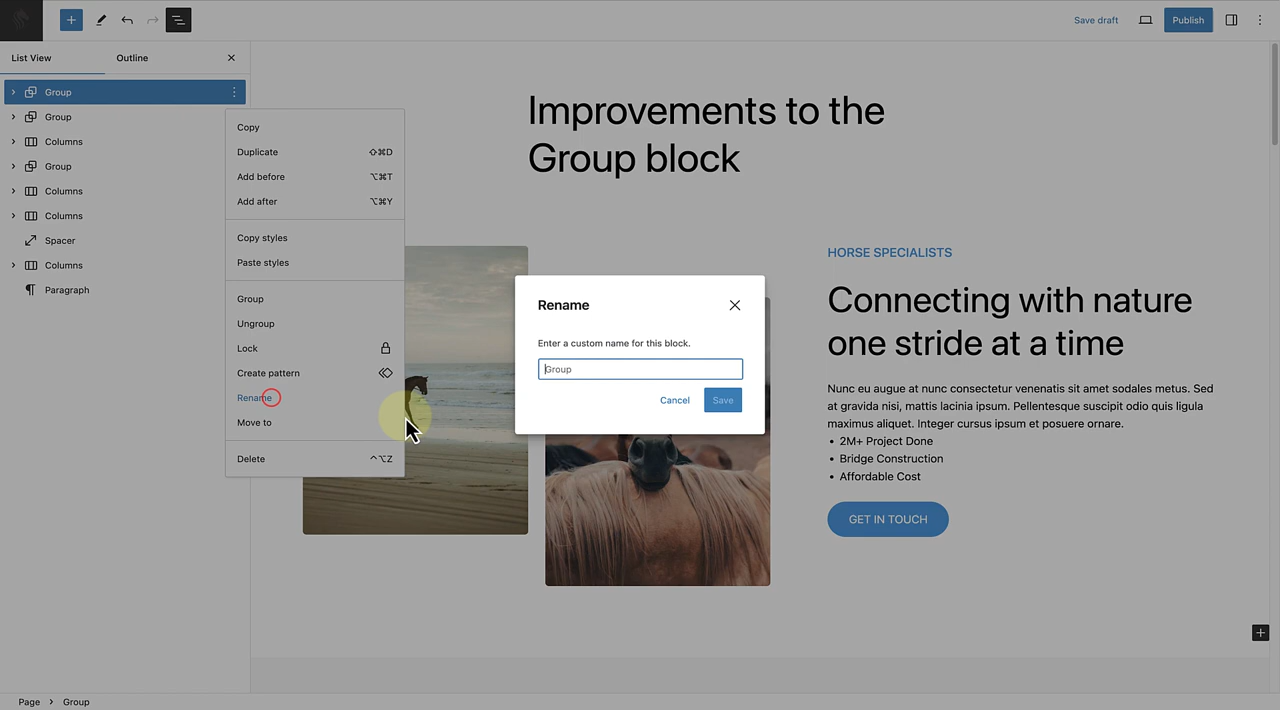 Save draft
Publish
List View
Outline
Group
Group
Columns
Group
Columns
Columns
Spacer
Columns
Paragraph
Copy
Duplicate ⇧⌘D
Add before ⌥⌘T
Add after ⌥⌘Y
Copy styles
Paste styles
Group
Ungroup
Lock
Create pattern
Rename
Move to
Delete ^⌥Z
Improvements to the
Group block
Rename
Enter a custom name for this block.
Group
Cancel
Save
HORSE SPECIALISTS
Connecting with nature
one stride at a time
Nunc eu augue at nunc consectetur venenatis sit amet sodales metus. Sed
at gravida nisi, mattis lacinia ipsum. Pellentesque suscipit odio quis ligula
maximus aliquet. Integer cursus ipsum et posuere ornare.
• 2M+ Project Done
• Bridge Construction
• Affordable Cost
GET IN TOUCH
Page > Group